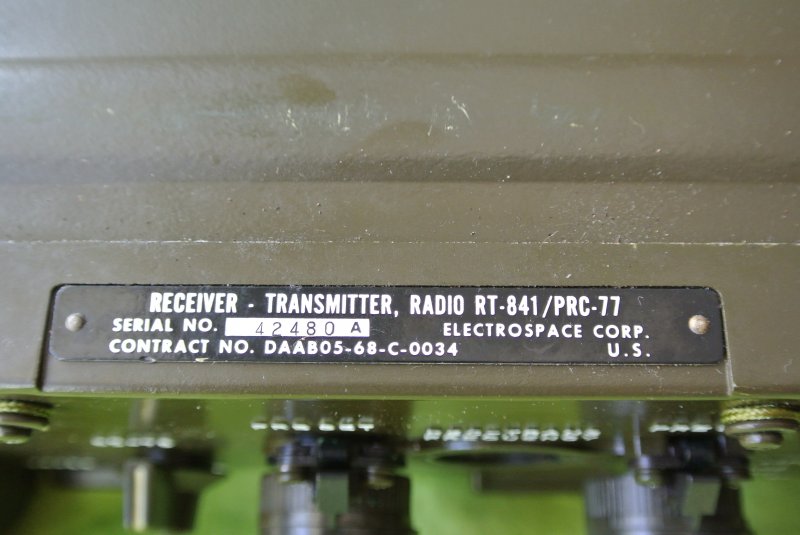 RECEIVER - TRANSMITTER, RADIO RT-841/PRC-77
SERIAL NO. 42480 A ELECTROSPACE CORP.
CONTRACT NO. DAAB05-68-C-0034 U.S.